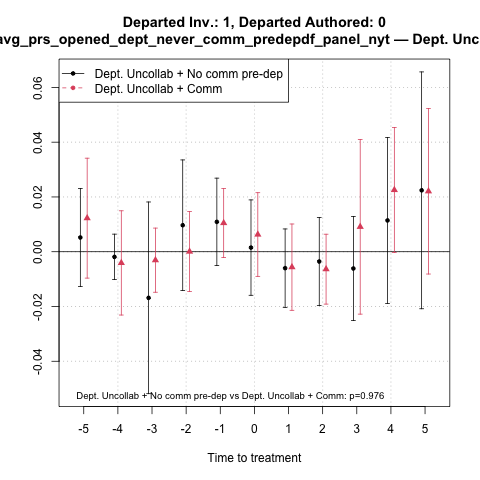 Departed Inv.: 1, Departed Authored: 0
avg_prs_opened_dept_never_comm_predepdf_panel_nyt — Dept. Unc
Dept. Uncollab + No comm pre-dep
Dept. Uncollab + Comm
0.06
0.04
0.02
0.00
-0.02
-0.04
Dept. Uncollab + No comm pre-dep vs Dept. Uncollab + Comm: p=0.976
-5 -4 -3 -2 -1 0 1 2 3 4 5
Time to treatment